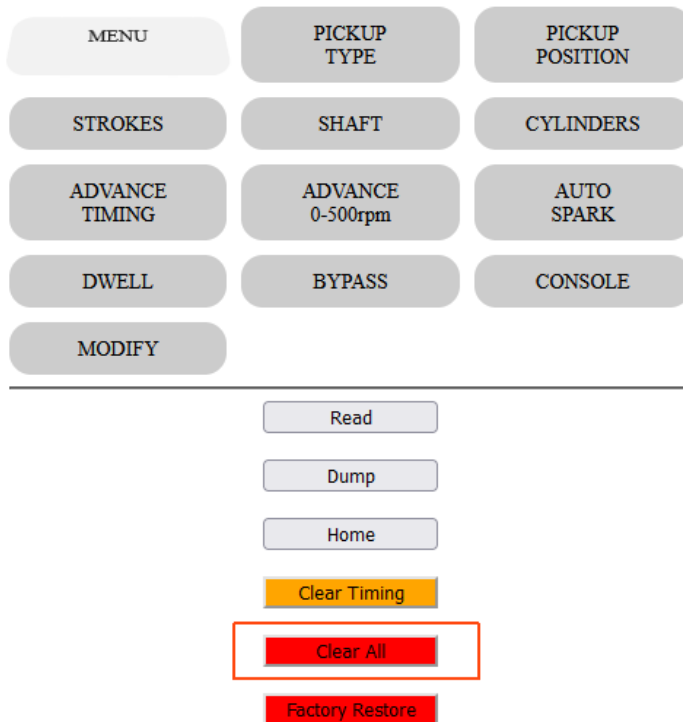 MENU
PICKUP
TYPE
PICKUP
POSITION
STROKES
SHAFT
CYLINDERS
ADVANCE
TIMING
ADVANCE
0-500rpm
AUTO
SPARK
DWELL
BYPASS
CONSOLE
MODIFY
Read
Dump
Home
Clear Timing
Clear All
Factory Restore